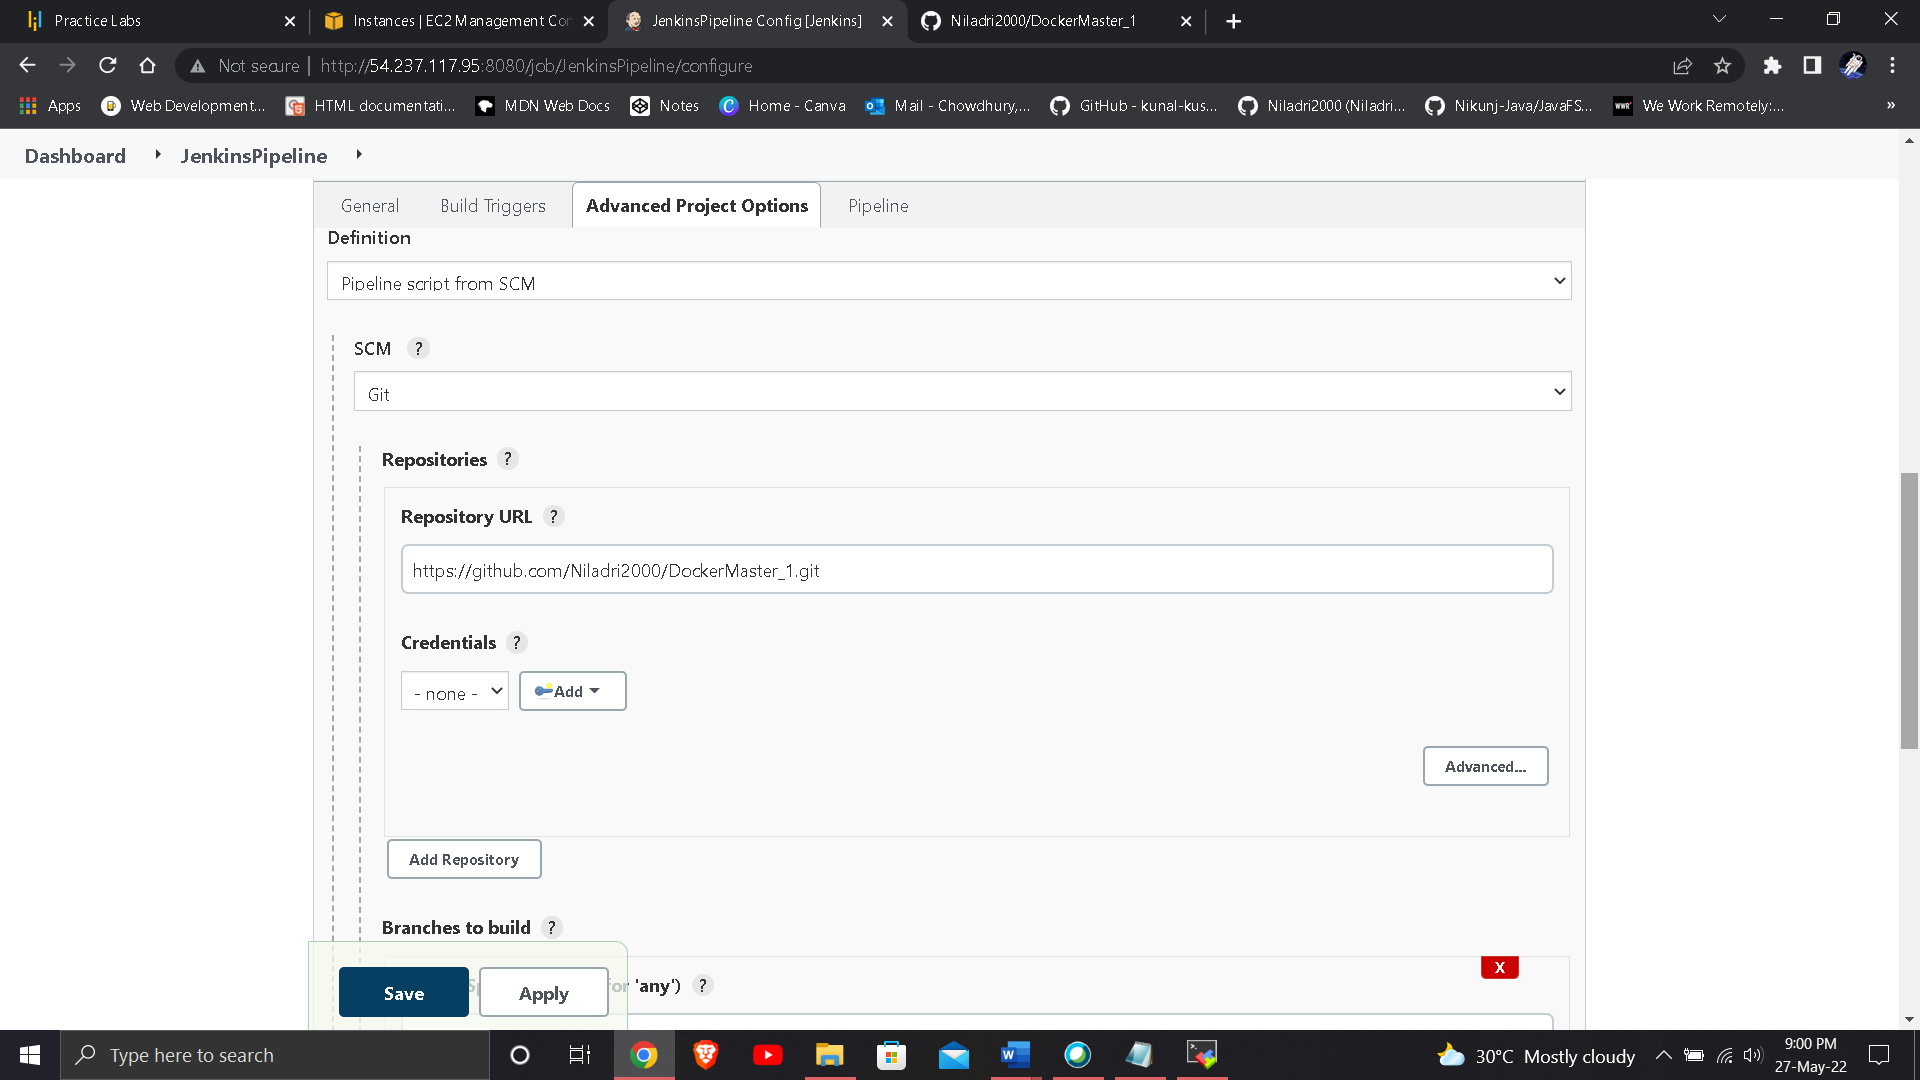 Practice Labs
Instances | EC2 Management Con
JenkinsPipeline Config [Jenkins]
Niladri2000/DockerMaster_1
Not secure | http://54.237.117.95:8080/job/JenkinsPipeline/configure
Apps
Web Development...
HTML documentati...
MDN Web Docs
Notes
Home - Canva
Mail - Chowdhury,...
GitHub - kunal-kus...
Niladri2000 (Niladri...
Nikunj-Java/JavaFS...
WWR We Work Remotely:...
»
Dashboard
JenkinsPipeline
General
Build Triggers
Advanced Project Options
Pipeline
Definition
Pipeline script from SCM
SCM ?
Git
Repositories ?
Repository URL ?
https://github.com/Niladri2000/DockerMaster_1.git
Credentials ?
- none -
Add
Advanced...
Add Repository
Branches to build ?
X
'any') ?
Save
Apply
Type here to search
30°C Mostly cloudy
9:00 PM
27-May-22